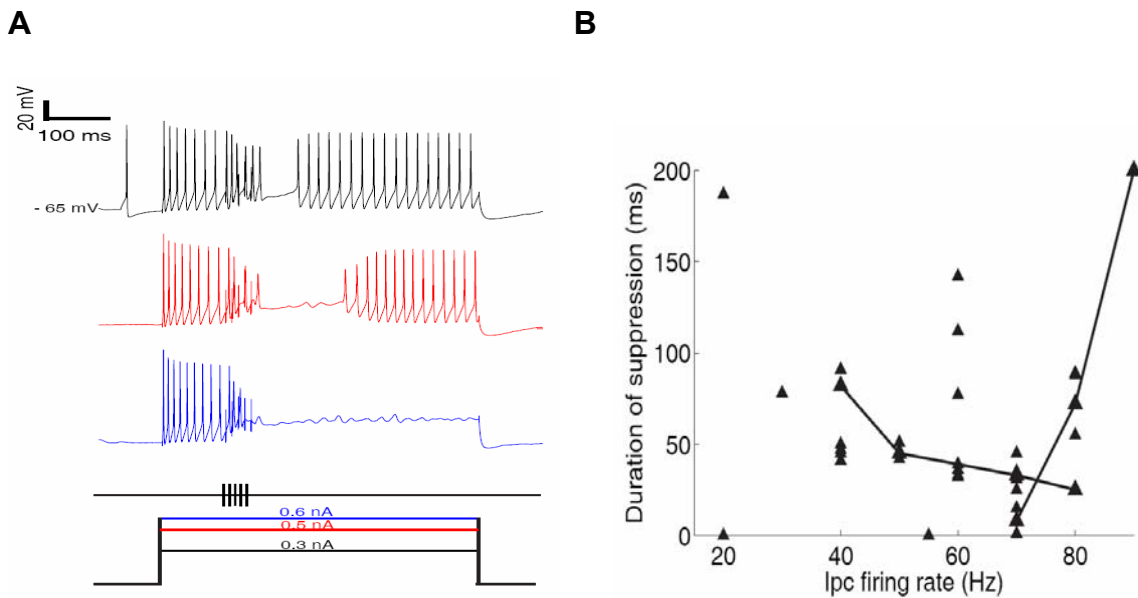 A
B
20 mV
100 ms
- 65 mV
0.6 nA
0.5 nA
0.3 nA
Duration of suppression (ms)
200
150
100
50
0
20
40
60
80
Ipc firing rate (Hz)